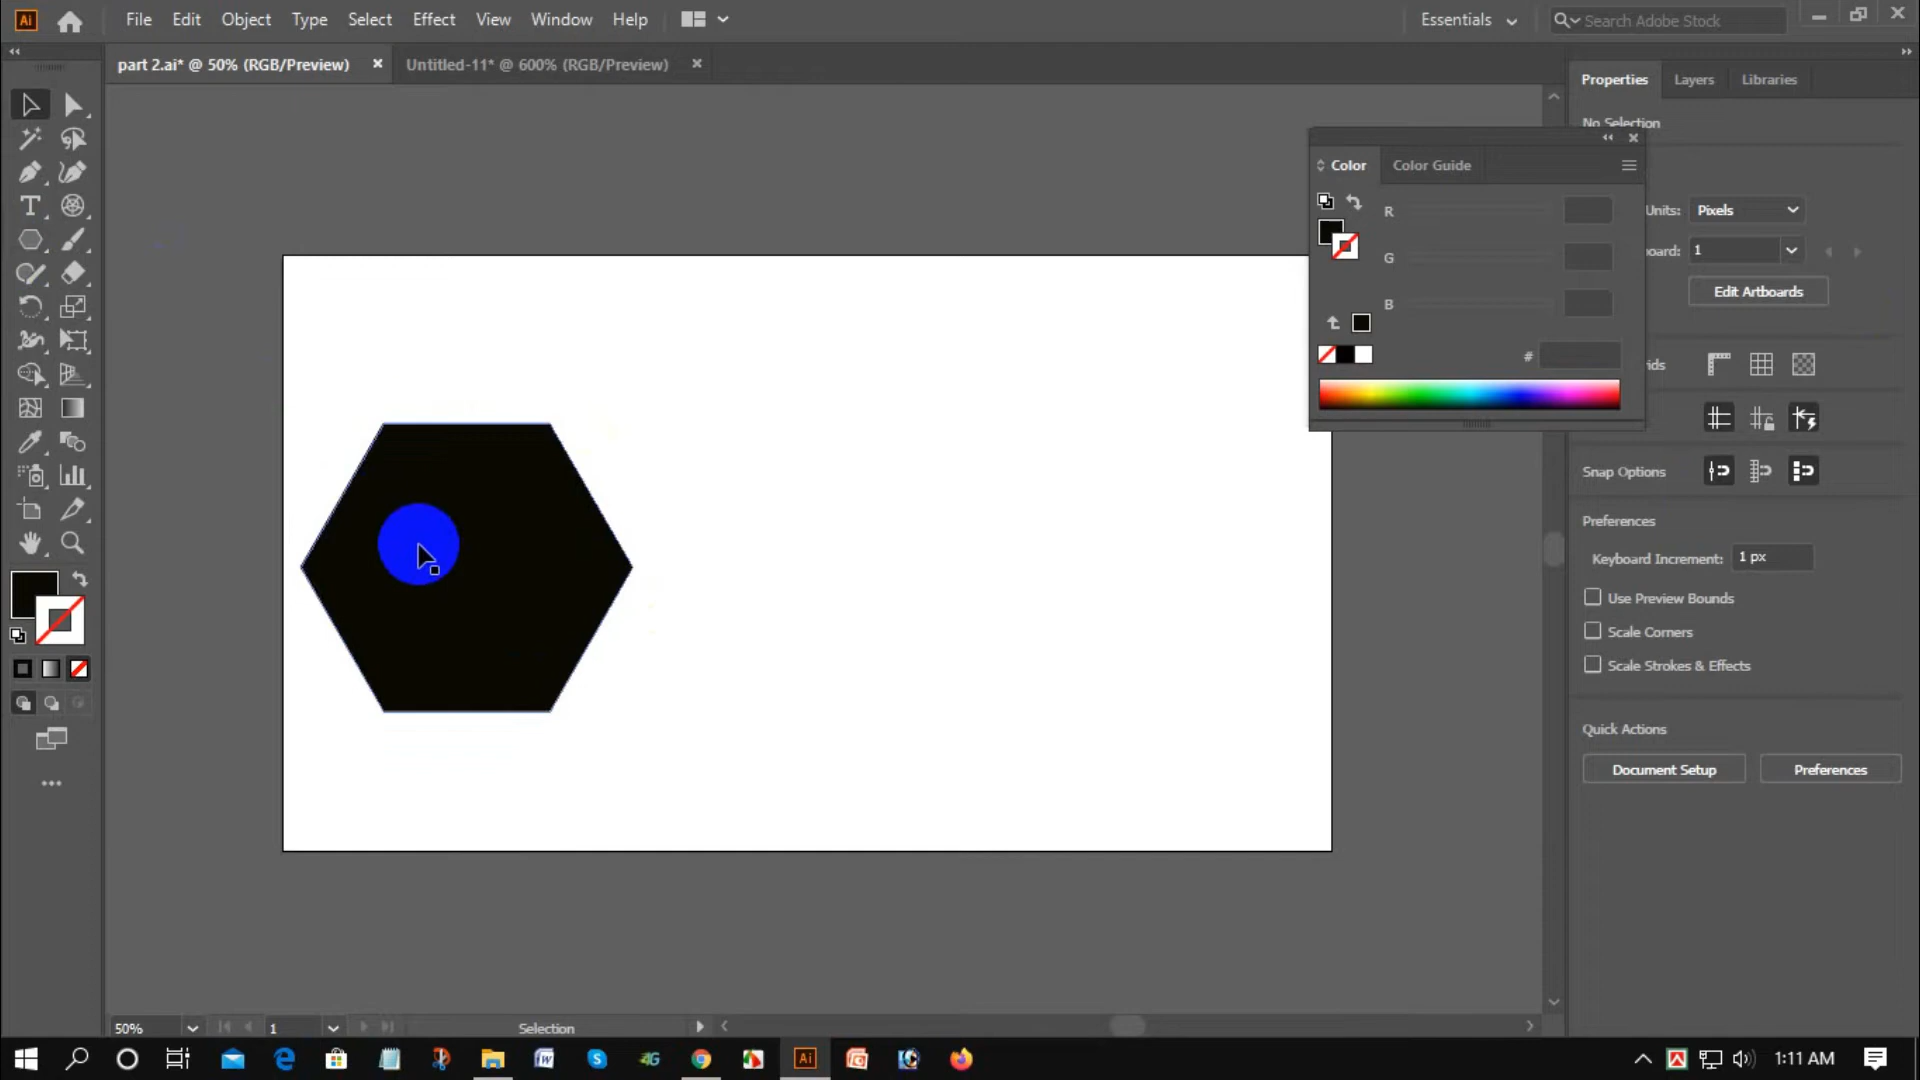 Ai File Edit Object Type Select Effect View Window Help Essentials Search Adobe Stock
part 2.ai* @ 50% (RGB/Preview) Untitled-11* @ 600% (RGB/Preview)
Properties Layers Libraries
No Selection
Color Color Guide
R
G
B
#
Units: Pixels
oard: 1
Edit Artboards
ids
Snap Options
Preferences
Keyboard Increment: 1 px
Use Preview Bounds
Scale Corners
Scale Strokes & Effects
Quick Actions
Document Setup Preferences
50% 1 Selection
1:11 AM